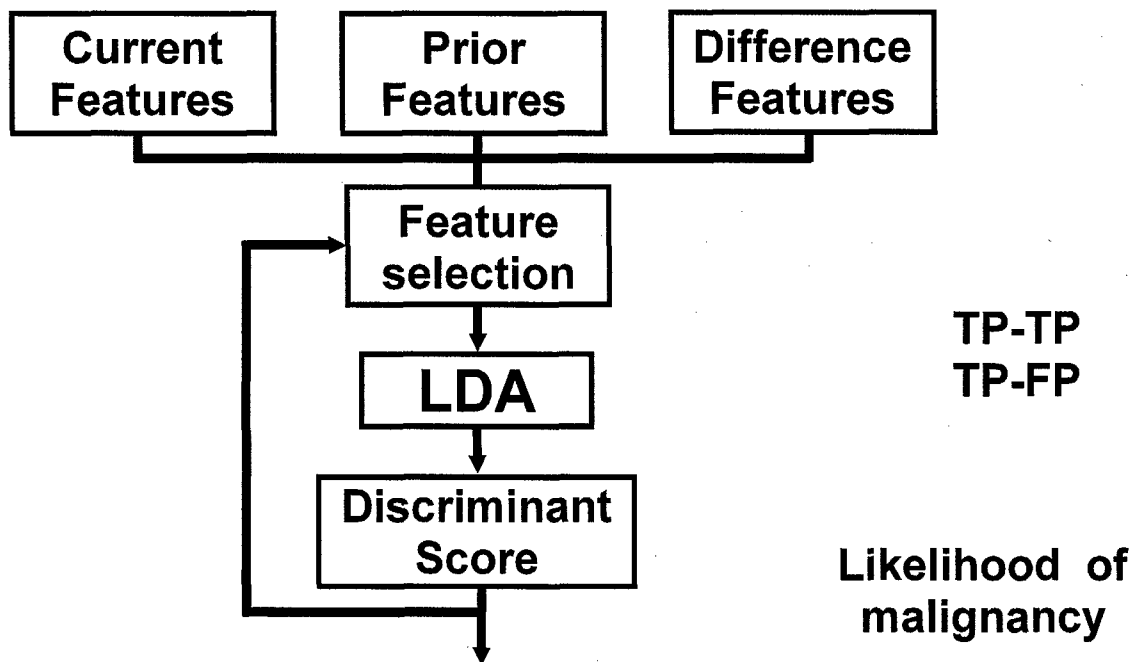 Current
Features
Prior
Features
Difference
Features
Feature
selection
TP-TP
TP-FP
LDA
Discriminant
Score
Likelihood of
malignancy